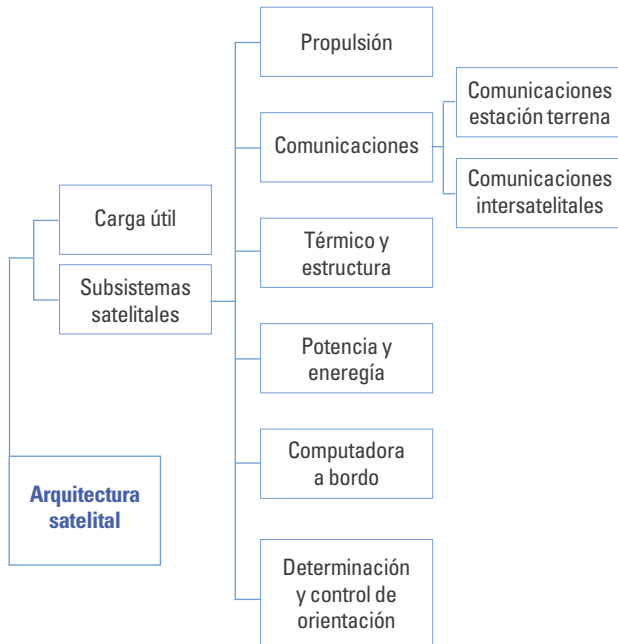 Propulsión
Comunicaciones
Comunicaciones
estación terrena
Comunicaciones
intersatelitales
Carga útil
Subsistemas
satelitales
Térmico y
estructura
Potencia y
eneregía
Computadora
a bordo
Arquitectura
satelital
Determinación
y control de
orientación